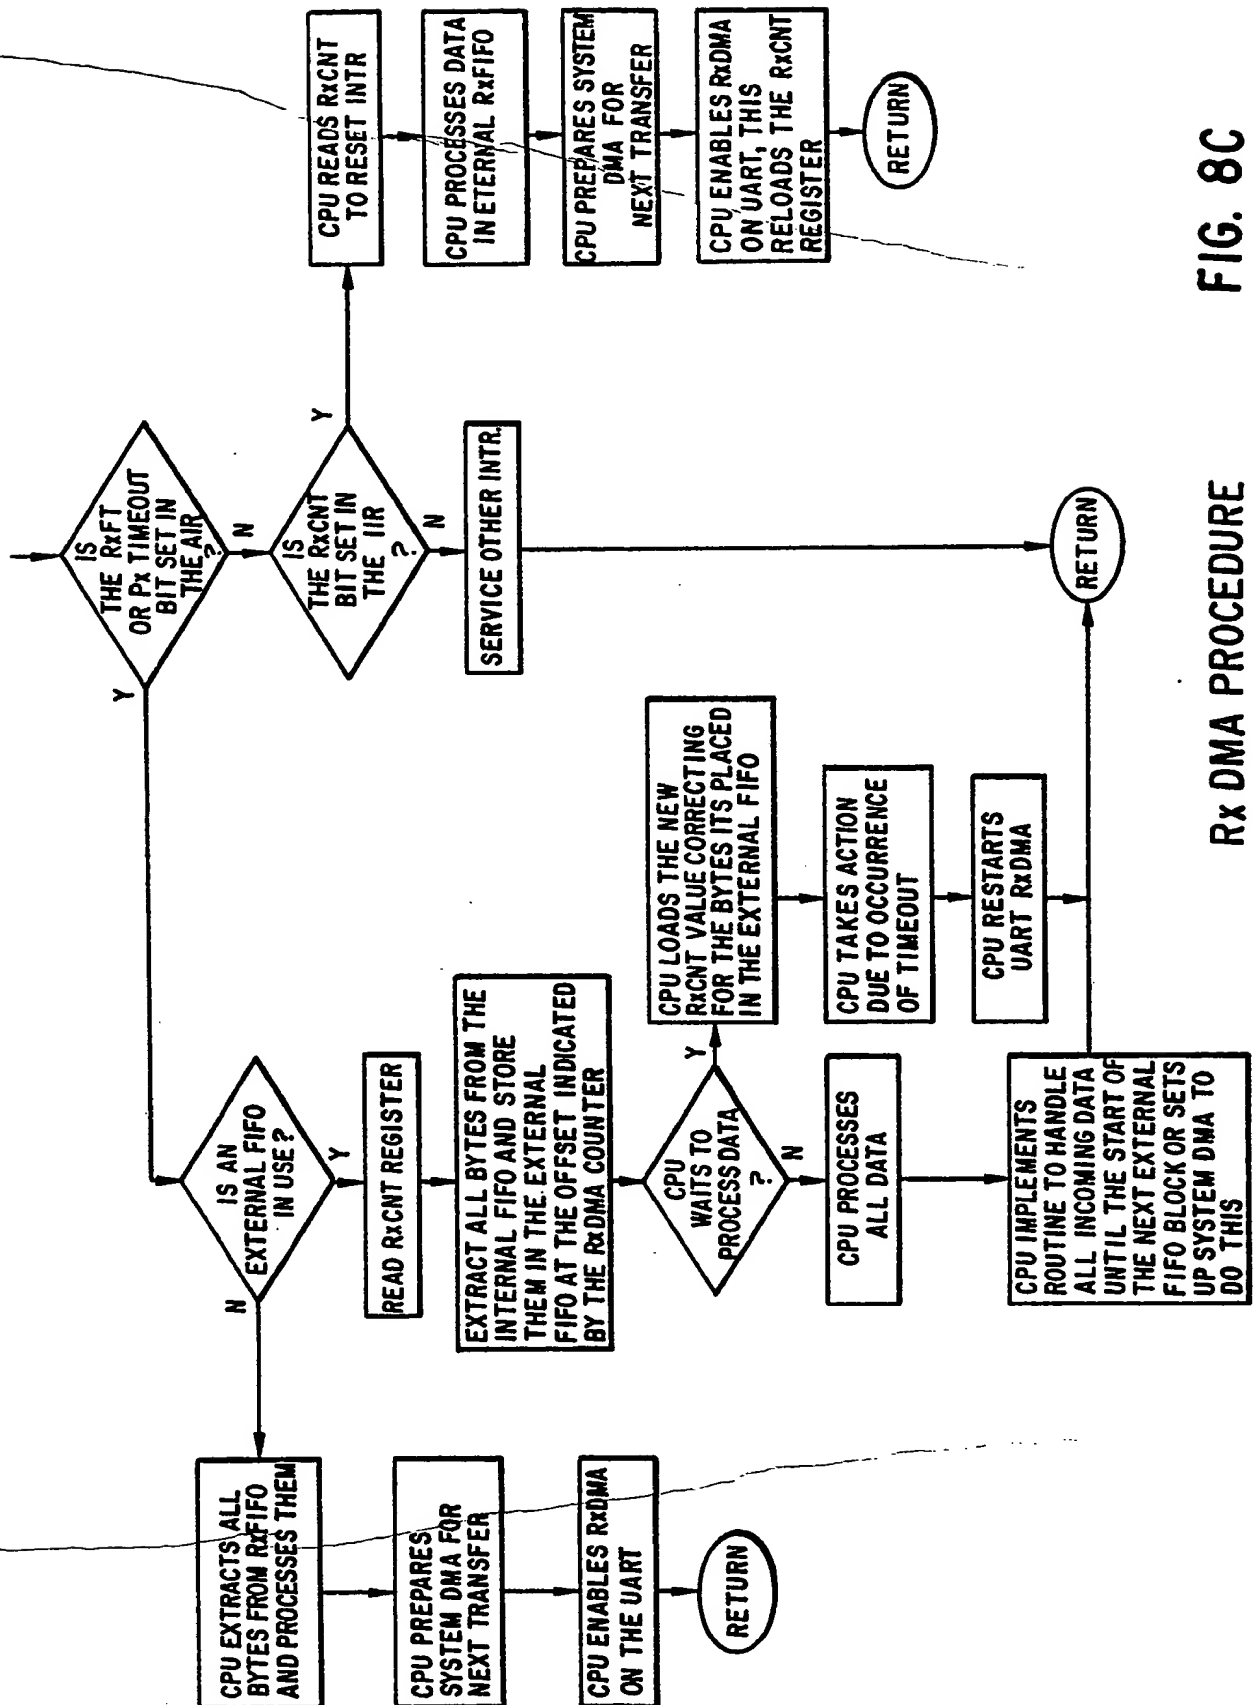 IS
THE RxFT
OR Px TIMEOUT
BIT SET IN
THE AIR
?
Y
N
IS
THE RxCNT
BIT SET IN
THE IIR
?
Y
N
SERVICE OTHER INTR.
RETURN
CPU READS RxCNT
TO RESET INTR
CPU PROCESSES DATA
IN ETERNAL RxFIFO
CPU PREPARES SYSTEM
DMA FOR
NEXT TRANSFER
CPU ENABLES RxDMA
ON UART, THIS
RELOADS THE RxCNT
REGISTER
RETURN
IS AN
EXTERNAL FIFO
IN USE?
N
Y
READ RxCNT REGISTER
EXTRACT ALL BYTES FROM THE
INTERNAL FIFO AND STORE
THEM IN THE EXTERNAL
FIFO AT THE OFFSET INDICATED
BY THE RxDMA COUNTER
CPU
WAITS TO
PROCESS DATA
?
Y
N
CPU LOADS THE NEW
RxCNT VALUE CORRECTING
FOR THE BYTES ITS PLACED
IN THE EXTERNAL FIFO
CPU TAKES ACTION
DUE TO OCCURRENCE
OF TIMEOUT
CPU RESTARTS
UART RxDMA
CPU PROCESSES
ALL DATA
CPU IMPLEMENTS
ROUTINE TO HANDLE
ALL INCOMING DATA
UNTIL THE START OF
THE NEXT EXTERNAL
FIFO BLOCK OR SETS
UP SYSTEM DMA TO
DO THIS
CPU EXTRACTS ALL
BYTES FROM RxFIFO
AND PROCESSES THEM
CPU PREPARES
SYSTEM DMA FOR
NEXT TRANSFER
CPU ENABLES RxDMA
ON THE UART
RETURN
Rx DMA PROCEDURE
FIG. 8C